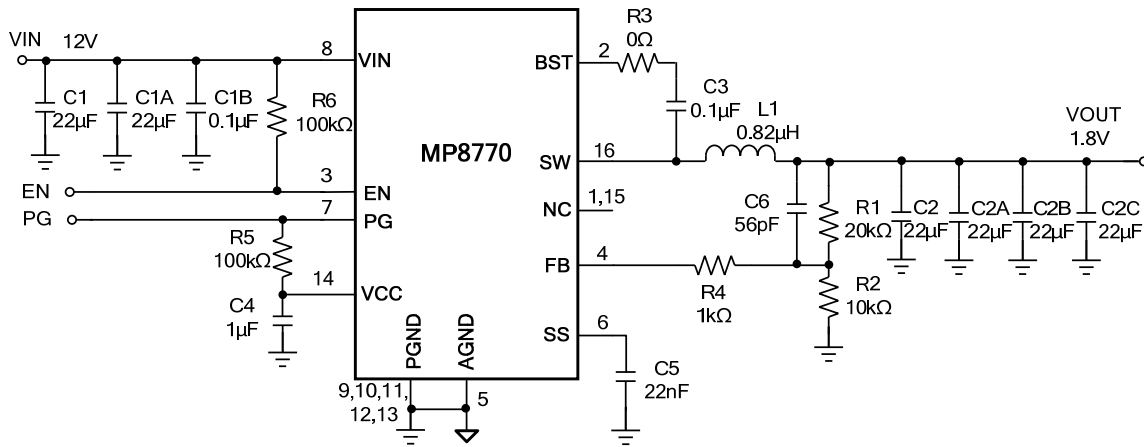 VIN 12V
8
VIN
C1
22µF
C1A
22µF
C1B
0.1µF
R6
100kΩ
EN
3
EN
PG
7
PG
R5
100kΩ
14
VCC
C4
1µF
MP8770
PGND
AGND
9,10,11,
12,13
5
BST
2
R3
0Ω
C3
0.1µF
L1
0.82µH
SW
16
NC
1,15
C6
56pF
FB
4
R4
1kΩ
R1
20kΩ
R2
10kΩ
SS
6
C5
22nF
C2
22µF
C2A
22µF
C2B
22µF
C2C
22µF
VOUT
1.8V